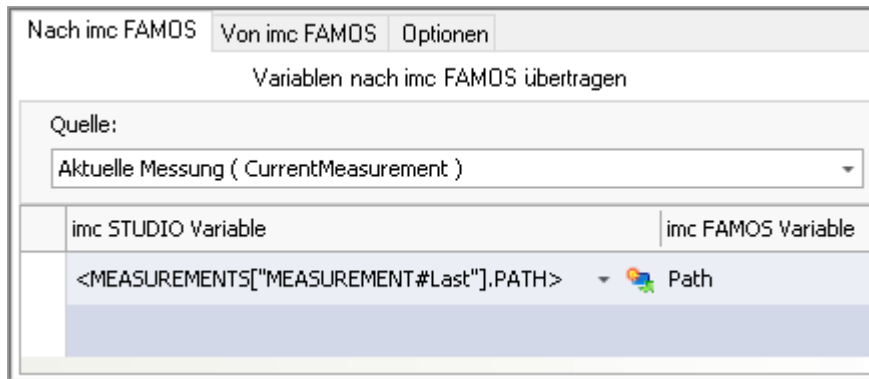 Nach imc FAMOS Von imc FAMOS Optionen
Variablen nach imc FAMOS übertragen
Quelle:
Aktuelle Messung ( CurrentMeasurement )
imc STUDIO Variable imc FAMOS Variable
<MEASUREMENTS["MEASUREMENT#Last"].PATH> Path